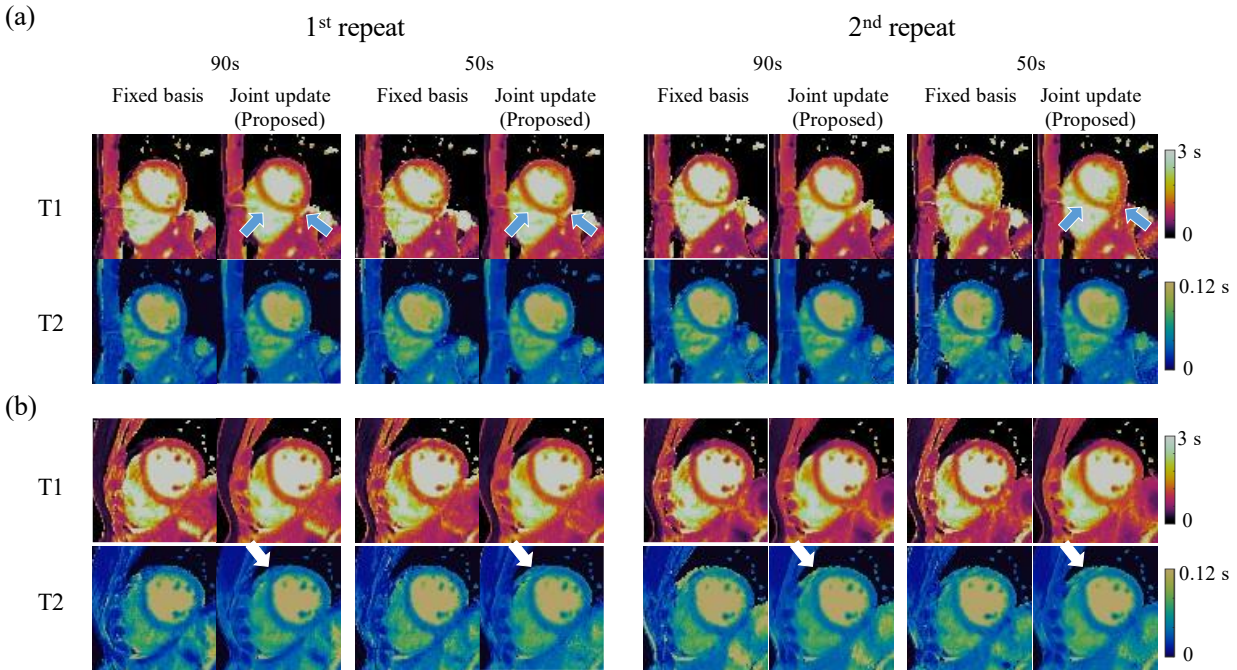 (a)
1st repeat
2nd repeat
90s
50s
90s
50s
Fixed basis
Joint update
(Proposed)
Fixed basis
Joint update
(Proposed)
Fixed basis
Joint update
(Proposed)
Fixed basis
Joint update
(Proposed)
T1
3 s
0
T2
0.12 s
0
(b)
T1
3 s
0
T2
0.12 s
0